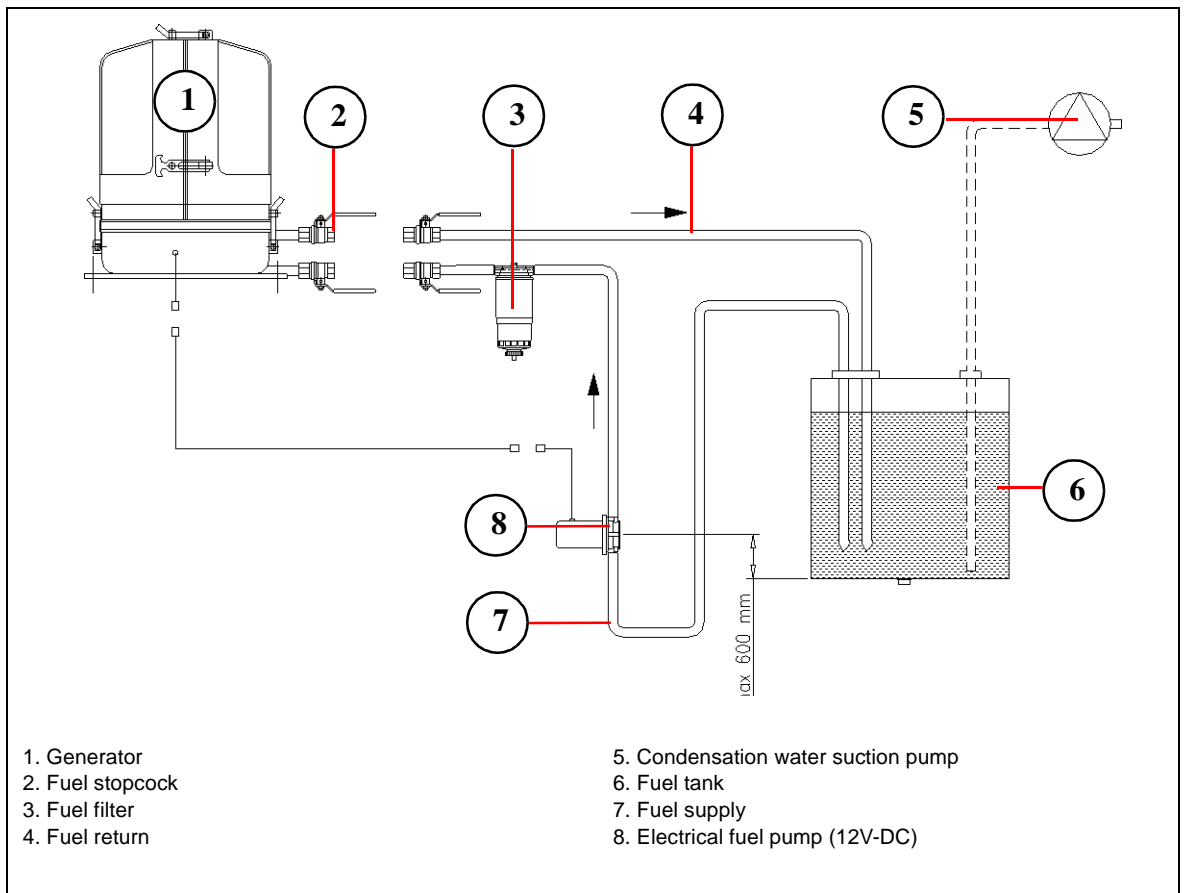 1
2
3
4
5
6
8
7
600 mm
1. Generator
2. Fuel stopcock
3. Fuel filter
4. Fuel return
5. Condensation water suction pump
6. Fuel tank
7. Fuel supply
8. Electrical fuel pump (12V-DC)